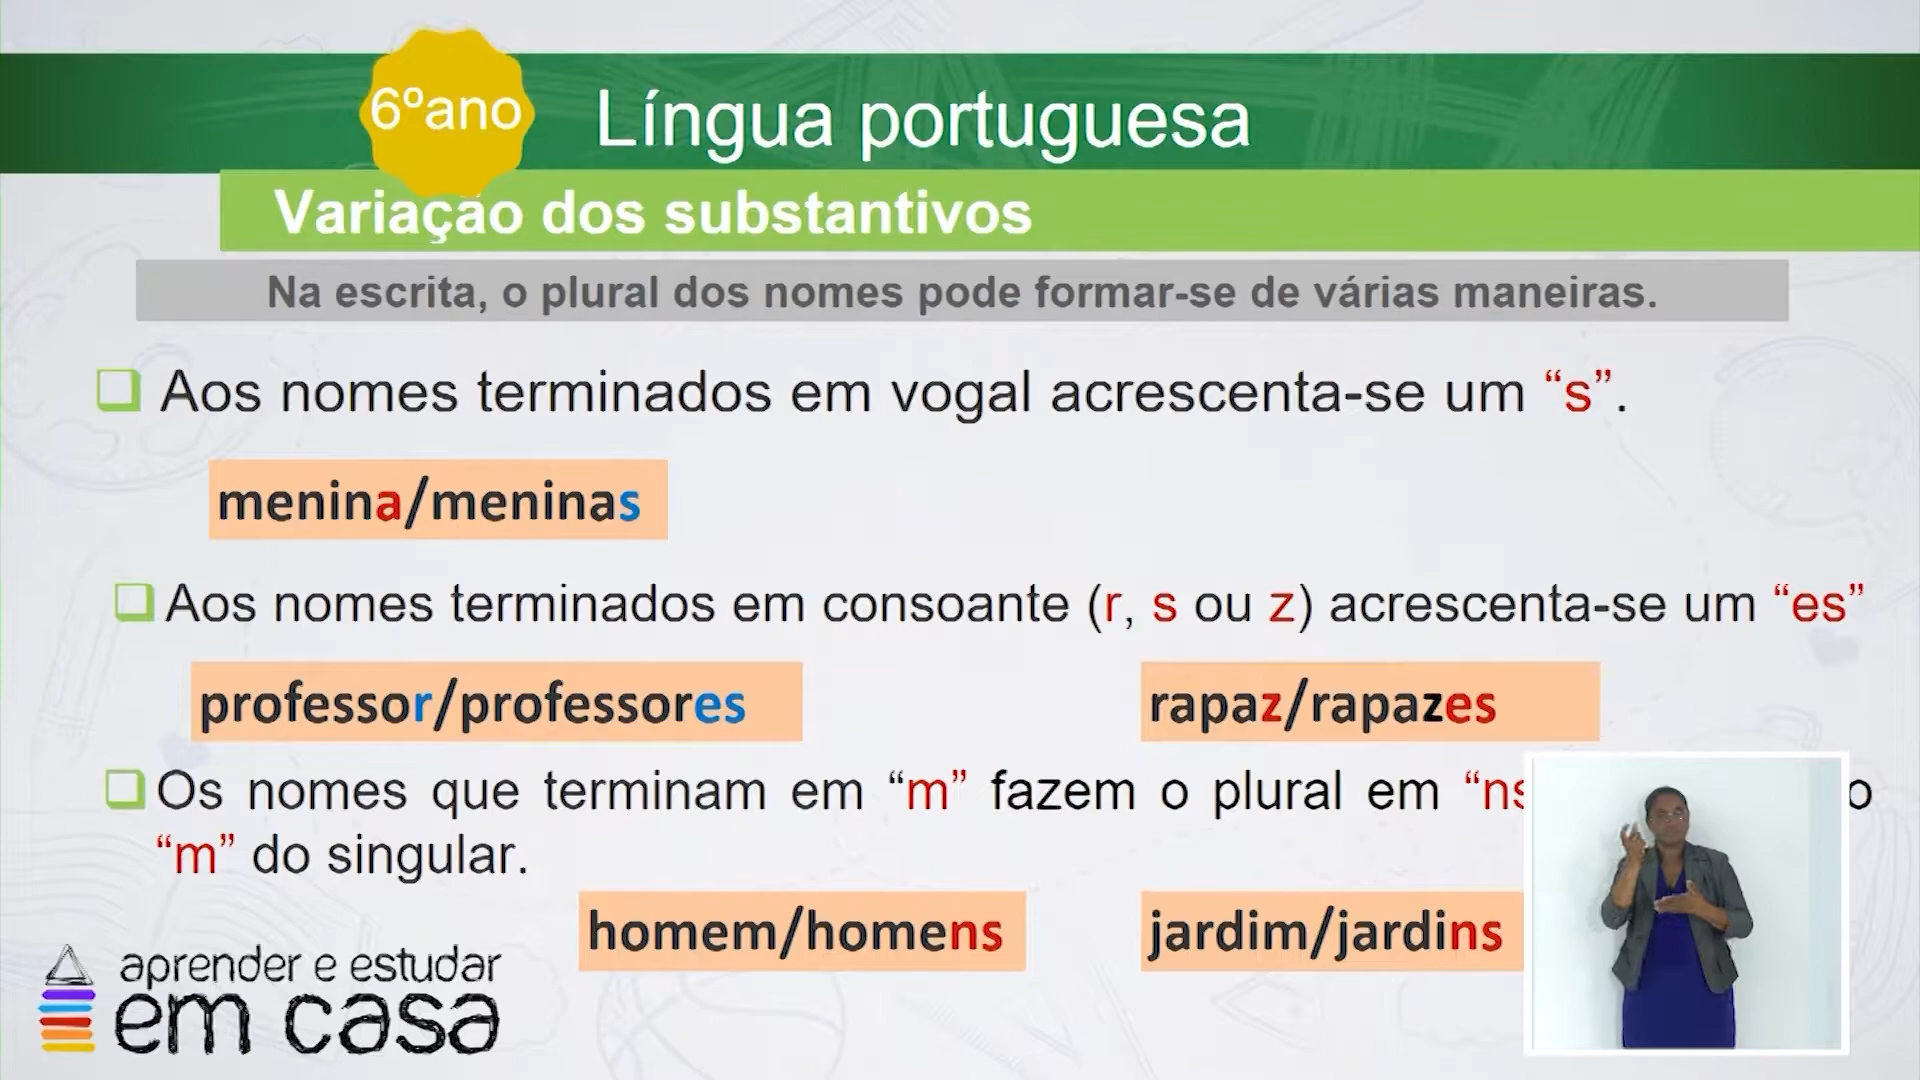 6ºano
Língua portuguesa
Variação dos substantivos
Na escrita, o plural dos nomes pode formar-se de várias maneiras.
Aos nomes terminados em vogal acrescenta-se um “s”.
menina/meninas
Aos nomes terminados em consoante (r, s ou z) acrescenta-se um “es”
professor/professores
rapaz/rapazes
Os nomes que terminam em “m” fazem o plural em “ns o
“m” do singular.
homem/homens
jardim/jardins
aprender e estudar
em casa